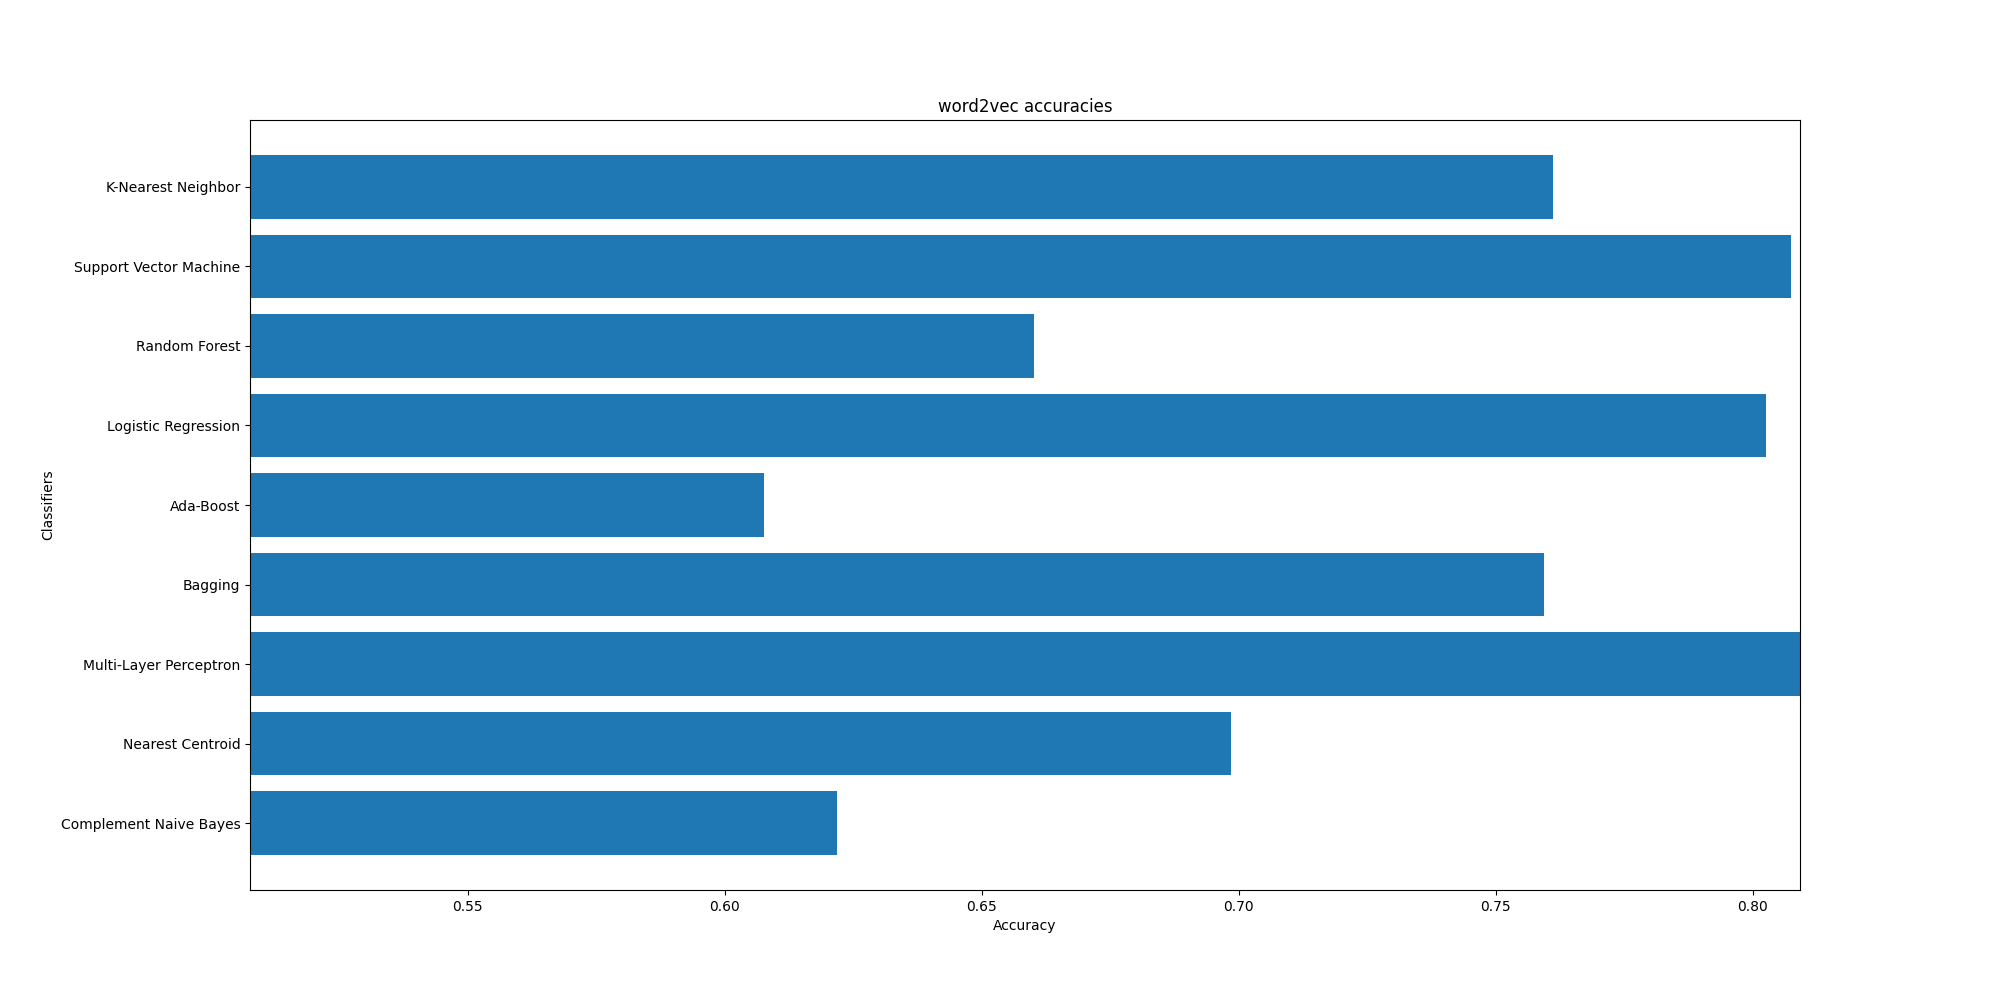 word2vec accuracies
K-Nearest Neighbor
Support Vector Machine
Random Forest
Logistic Regression
Ada-Boost
Bagging
Multi-Layer Perceptron
Nearest Centroid
Complement Naive Bayes
Classifiers
0.55 0.60 0.65 0.70 0.75 0.80
Accuracy